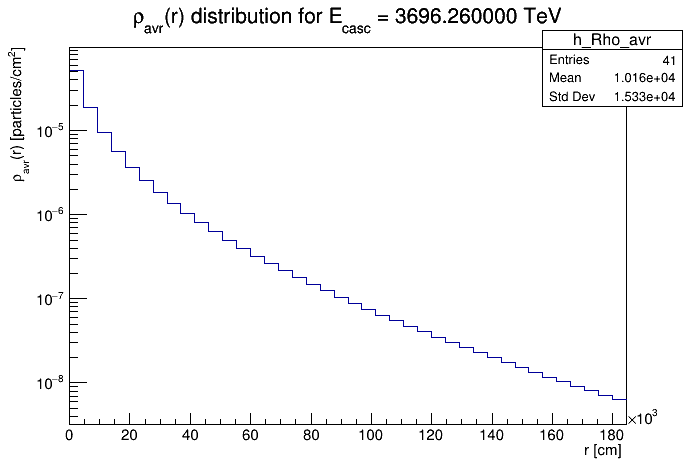 ρavr(r) distribution for Ecasc = 3696.260000 TeV
h_Rho_avr
Entries 41
Mean 1.016e+04
Std Dev 1.533e+04
ρavr(r) [particles/cm²]
10⁻⁵
10⁻⁶
10⁻⁷
10⁻⁸
0 20 40 60 80 100 120 140 160 180
×10³
r [cm]